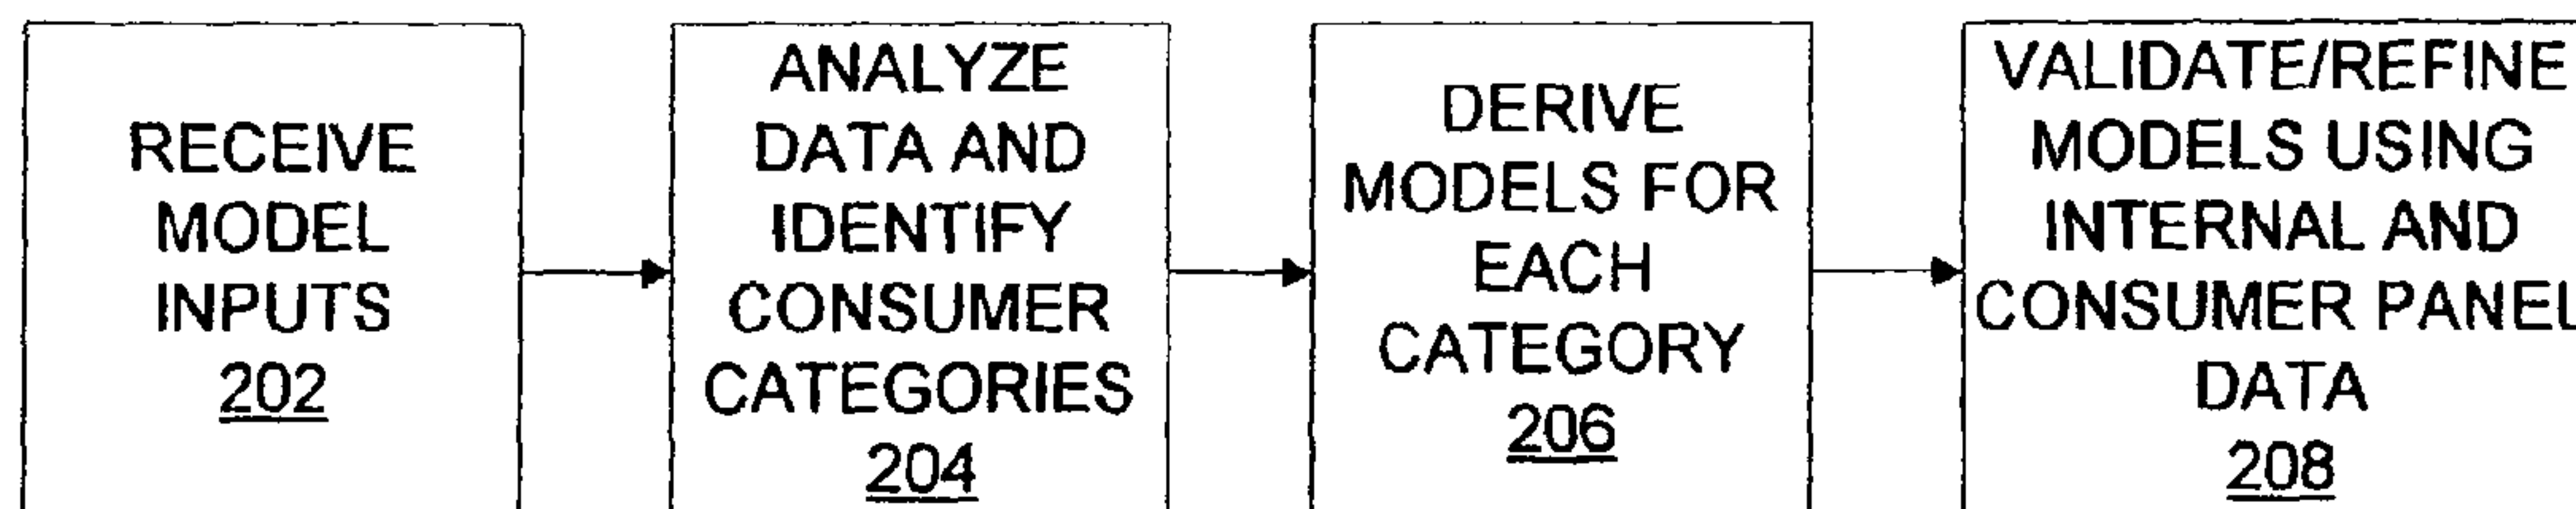 RECEIVE
MODEL
INPUTS
202
ANALYZE
DATA AND
IDENTIFY
CONSUMER
CATEGORIES
204
DERIVE
MODELS FOR
EACH
CATEGORY
206
VALIDATE/REFINE
MODELS USING
INTERNAL AND
CONSUMER PANEL
DATA
208